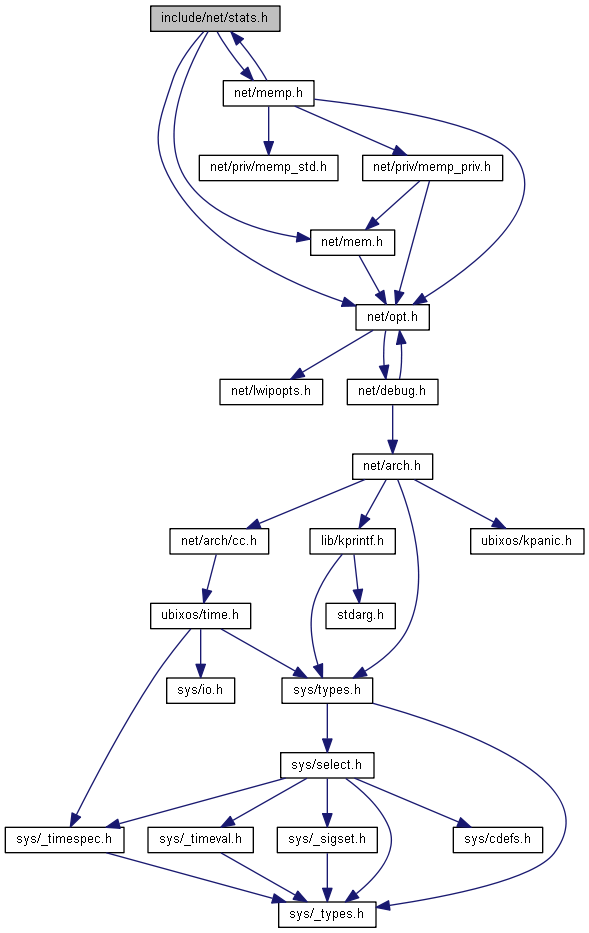 include/net/stats.h
net/memp.h
net/priv/memp_std.h
net/priv/memp_priv.h
net/mem.h
net/opt.h
net/lwipopts.h
net/debug.h
net/arch.h
net/arch/cc.h
lib/kprintf.h
ubixos/kpanic.h
ubixos/time.h
stdarg.h
sys/io.h
sys/types.h
sys/select.h
sys/_timespec.h
sys/_timeval.h
sys/_sigset.h
sys/cdefs.h
sys/_types.h